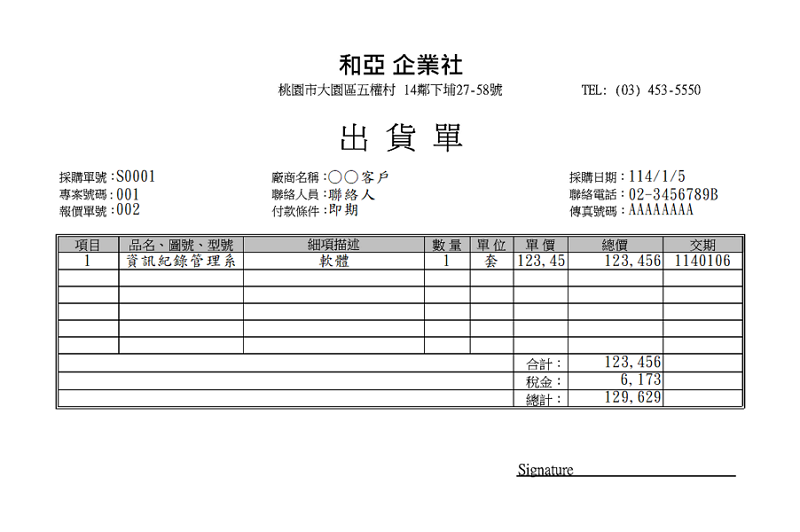 和亞 企業社
桃園市大園區五權村 14鄰下埔27-58號 TEL: (03) 453-5550
出貨單
採購單號：S0001 廠商名稱：○○客戶 採購日期：114/1/5
專案號碼：001 聯絡人員：聯絡人 聯絡電話：02-3456789B
報價單號：002 付款條件：即期 傳真號碼：AAAAAAAA
項目 品名、圖號、型號 細項描述 數量 單位 單價 總價 交期
1 資訊紀錄管理系 軟體 1 套 123,45 123,456 1140106
合計： 123,456
稅金： 6,173
總計： 129,629
Signature